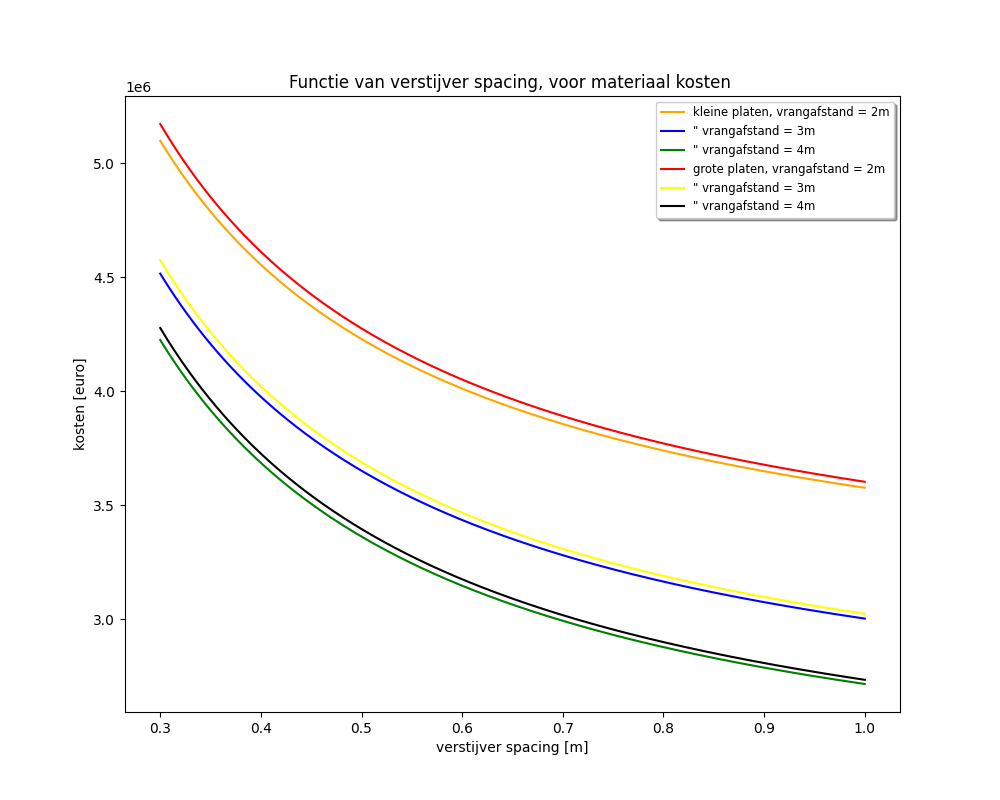 Functie van verstijver spacing, voor materiaal kosten
1e6
kleine platen, vrangafstand = 2m
" vrangafstand = 3m
" vrangafstand = 4m
grote platen, vrangafstand = 2m
" vrangafstand = 3m
" vrangafstand = 4m
5.0
4.5
4.0
3.5
3.0
kosten [euro]
0.3 0.4 0.5 0.6 0.7 0.8 0.9 1.0
verstijver spacing [m]